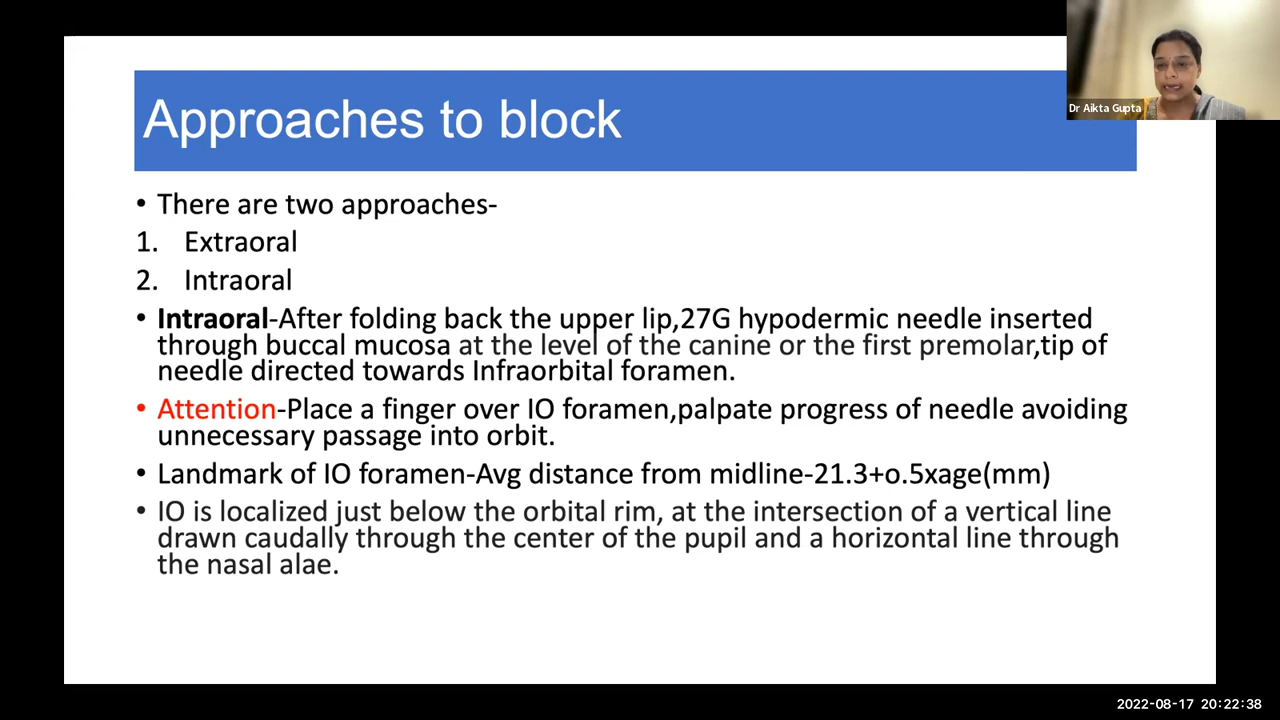 Dr Aikta Gupta
Approaches to block
• There are two approaches-
1. Extraoral
2. Intraoral
• Intraoral-After folding back the upper lip,27G hypodermic needle inserted
through buccal mucosa at the level of the canine or the first premolar,tip of
needle directed towards Infraorbital foramen.
• Attention-Place a finger over IO foramen,palpate progress of needle avoiding
unnecessary passage into orbit.
• Landmark of IO foramen-Avg distance from midline-21.3+o.5xage(mm)
• IO is localized just below the orbital rim, at the intersection of a vertical line
drawn caudally through the center of the pupil and a horizontal line through
the nasal alae.
2022-08-17 20:22:38